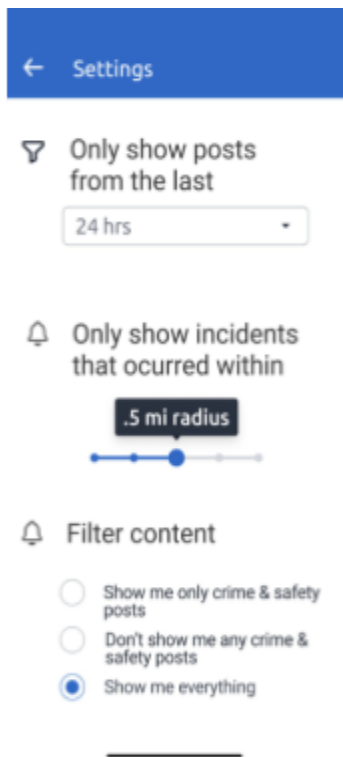 Settings
Only show posts
from the last
24 hrs
Only show incidents
that ocurred within
.5 mi radius
Filter content
Show me only crime & safety
posts
Don't show me any crime &
safety posts
Show me everything